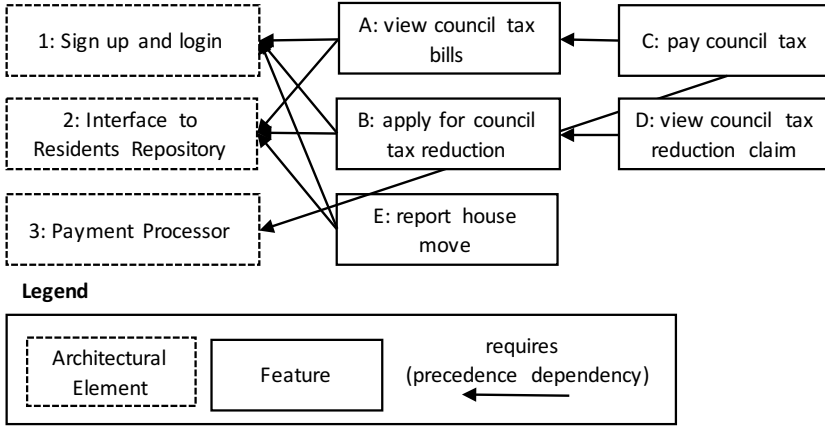 1: Sign up and login
A: view council tax
bills
C: pay council tax
2: Interface to
Residents Repository
B: apply for council
tax reduction
D: view council tax
reduction claim
3: Payment Processor
E: report house
move
Legend
Architectural
Element
Feature
requires
(precedence dependency)